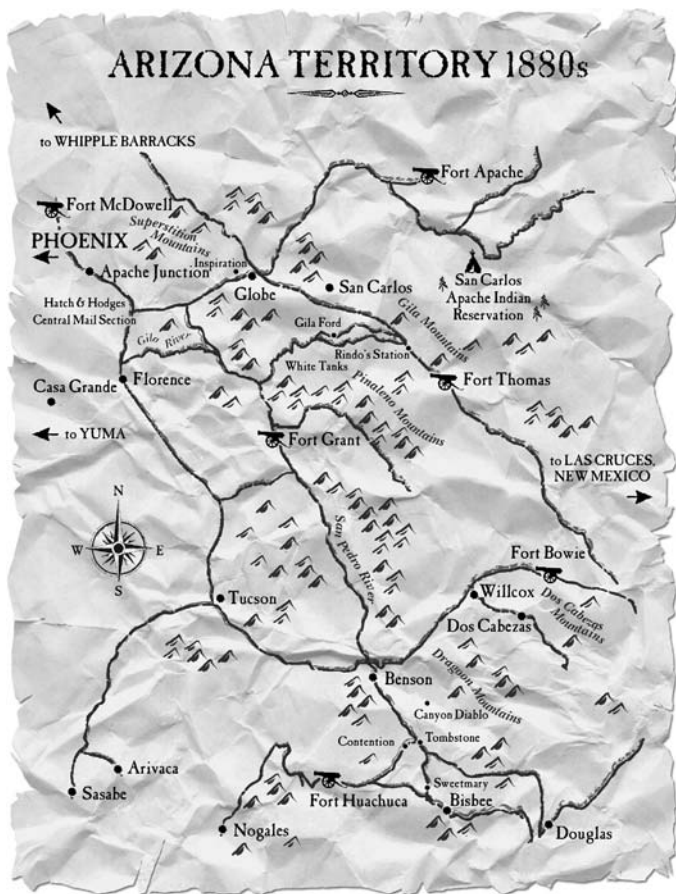 ARIZONA TERRITORY 1880s
to WHIPPLE BARRACKS
Fort Apache
Fort McDowell
Superstition
Mountains
PHOENIX
Apache Junction
Inspiration
Globe
San Carlos
San Carlos
Apache Indian
Reservation
Hatch & Hodges
Central Mail Section
Gila River
Gila Ford
Gila Mountains
Rindo's Station
White Tanks
Casa Grande
Florence
Pinaleno Mountains
Fort Thomas
to YUMA
Fort Grant
to LAS CRUCES,
NEW MEXICO
N
W
E
S
San Pedro River
Fort Bowie
Willcox
Dos Cabezas
Mountains
Tucson
Dos Cabezas
Dragoon Mountains
Benson
Canyon Diablo
Contention
Tombstone
Arivaca
Sasabe
Fort Huachuca
Sweetmary
Bisbee
Nogales
Douglas